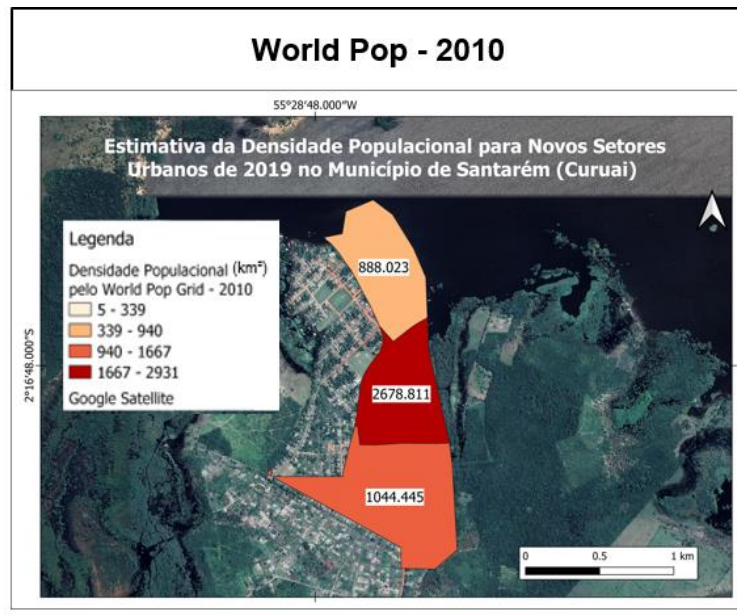 World Pop - 2010
55°28'48.000"W
Estimativa da Densidade Populacional para Novos Setores
Urbanos de 2019 no Município de Santarém (Curuai)
Legenda
Densidade Populacional (km²)
pelo World Pop Grid - 2010
5 - 339
339 - 940
940 - 1667
1667 - 2931
Google Satellite
888.023
2°16'48.000"S
2678.811
1044.445
0 0.5 1 km